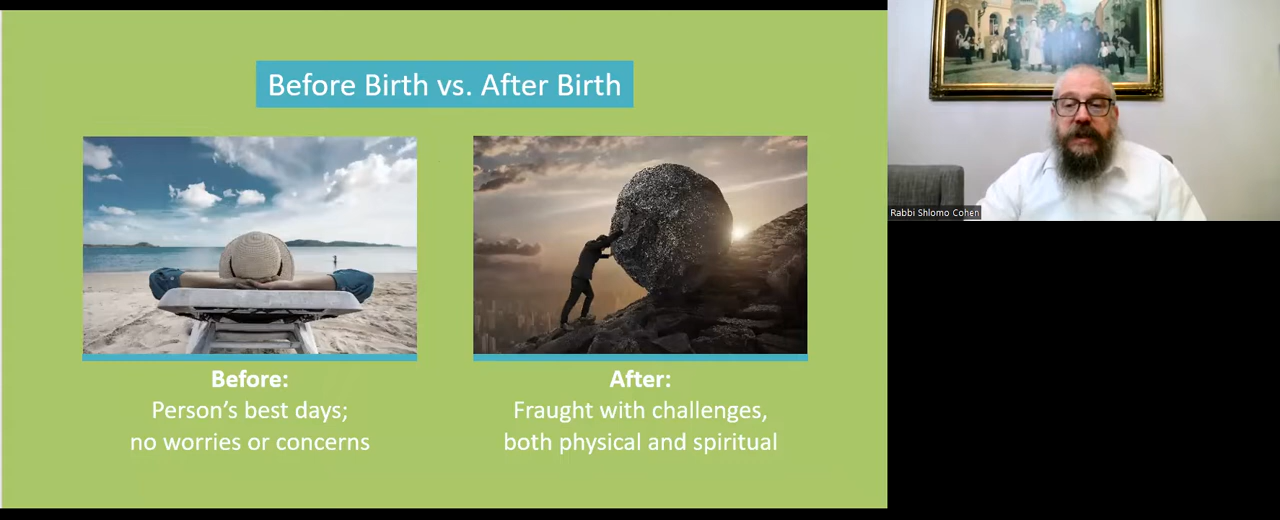 Before Birth vs. After Birth
Before:
Person's best days;
no worries or concerns
After:
Fraught with challenges,
both physical and spiritual
Rabbi Shlomo Cohen